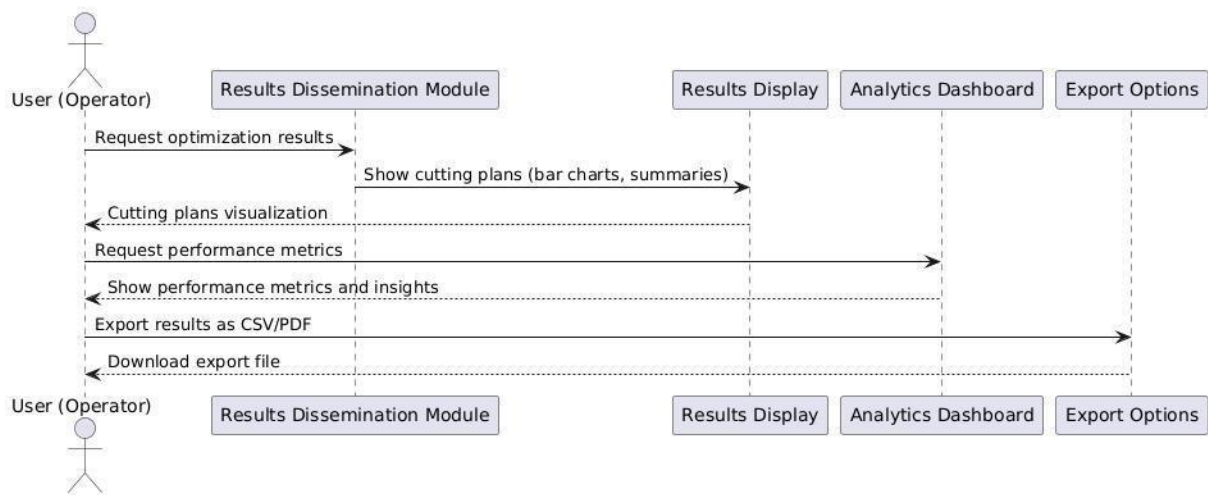 User (Operator)
Results Dissemination Module
Results Display
Analytics Dashboard
Export Options
Request optimization results
Show cutting plans (bar charts, summaries)
Cutting plans visualization
Request performance metrics
Show performance metrics and insights
Export results as CSV/PDF
Download export file
User (Operator)
Results Dissemination Module
Results Display
Analytics Dashboard
Export Options